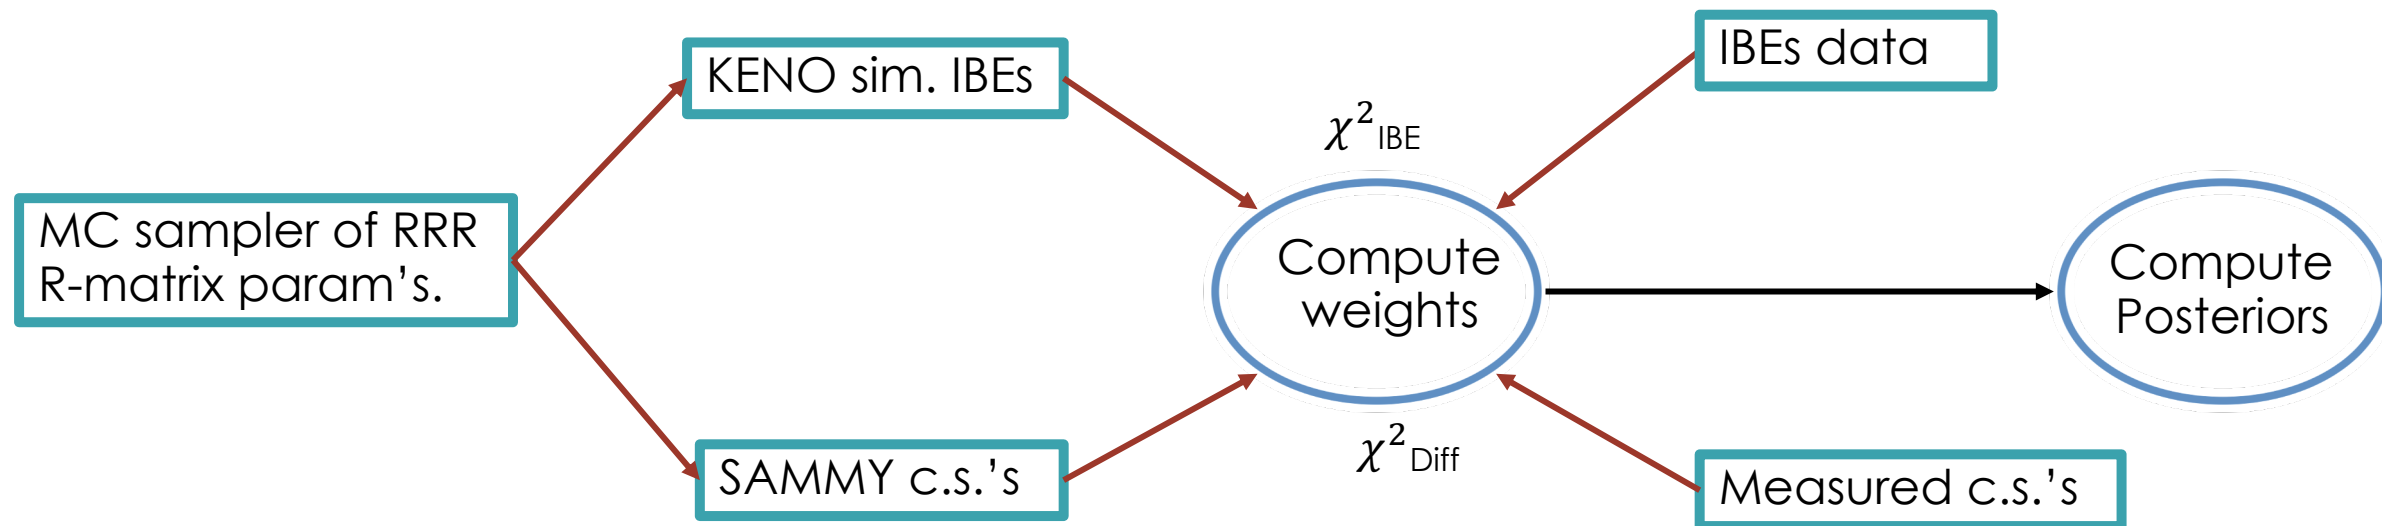 MC sampler of RRR
R-matrix param’s.
KENO sim. IBEs
SAMMY c.s.’s
χ²IBE
Compute
weights
χ²Diff
IBEs data
Measured c.s.’s
Compute
Posteriors